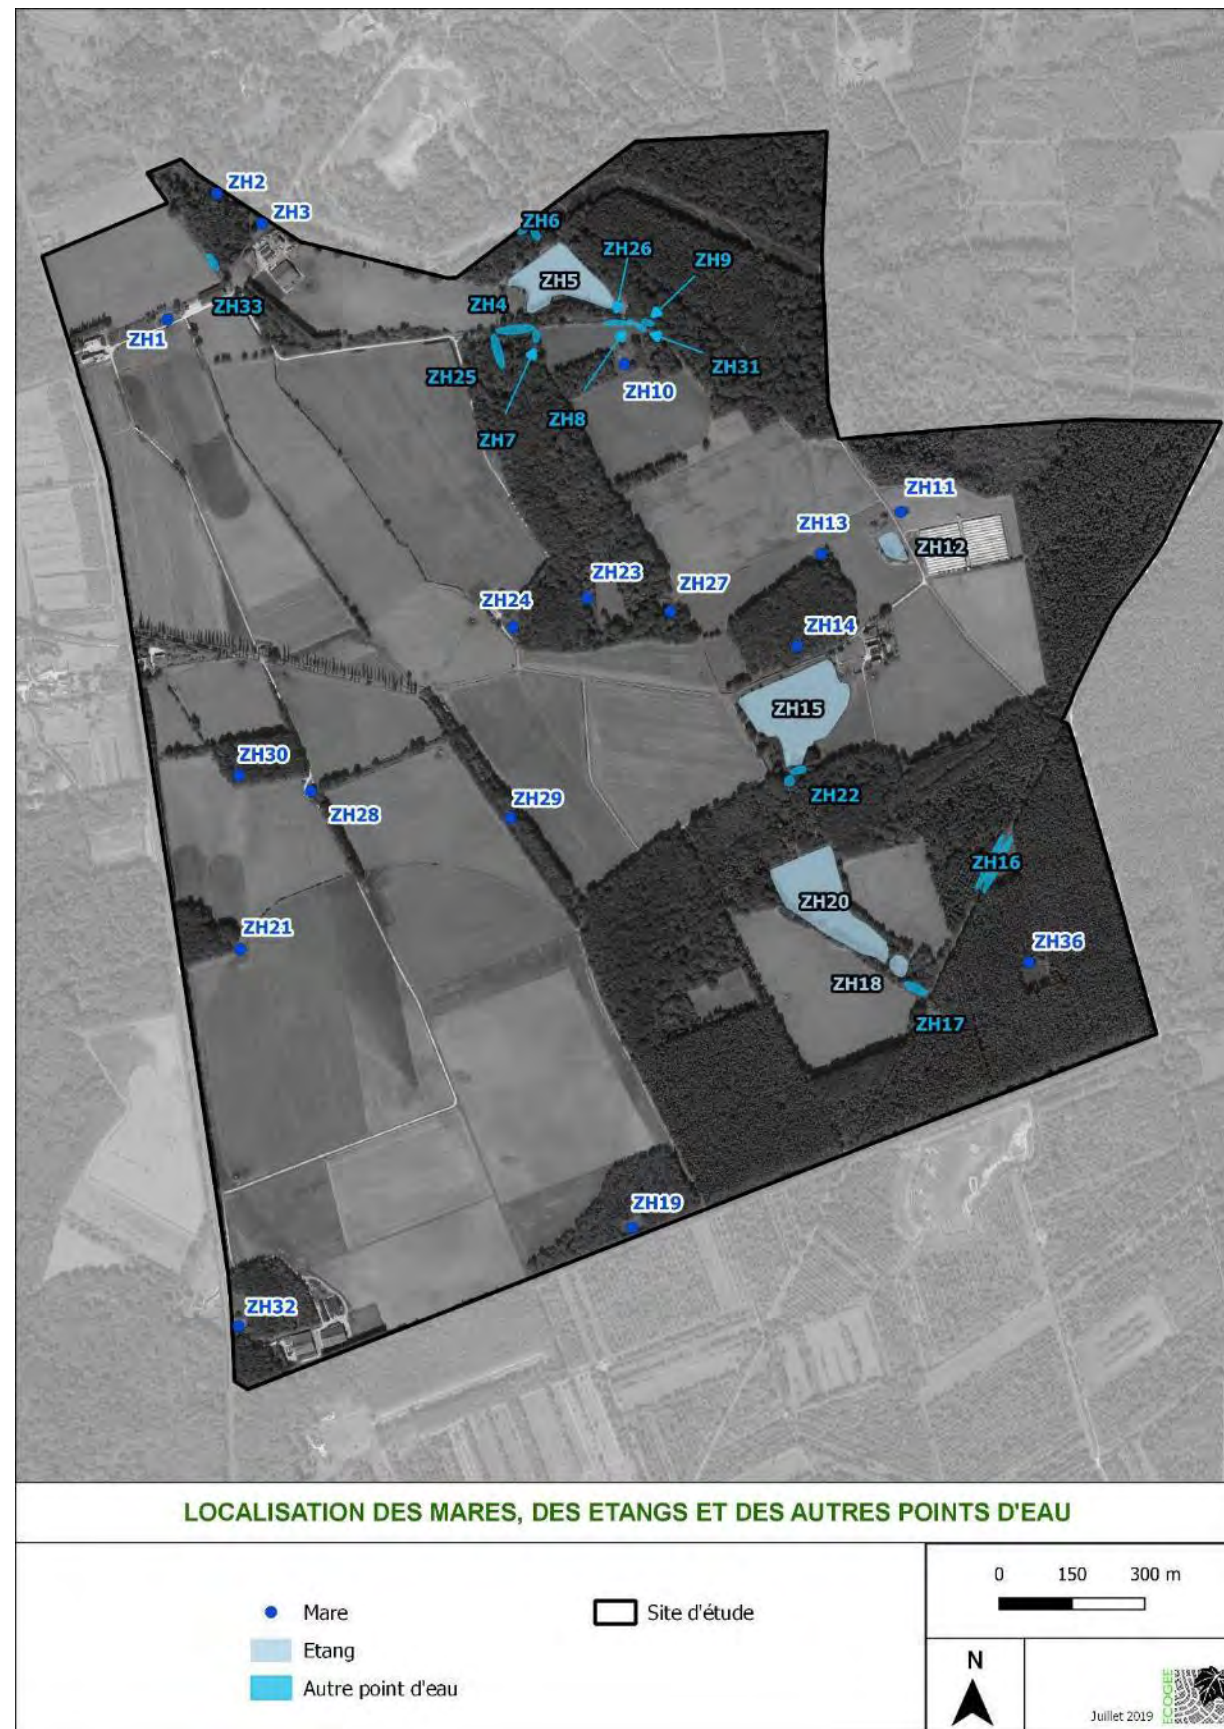 ZH2
ZH3
ZH6
ZH26
ZH9
ZH5
ZH4
ZH33
ZH1
ZH31
ZH25
ZH10
ZH8
ZH7
ZH11
ZH13
ZH12
ZH23
ZH27
ZH24
ZH14
ZH15
ZH30
ZH22
ZH29
ZH28
ZH16
ZH20
ZH21
ZH36
ZH18
ZH17
ZH19
ZH32
LOCALISATION DES MARES, DES ETANGS ET DES AUTRES POINTS D'EAU
0 150 300 m
Mare
Site d'étude
Etang
Autre point d'eau
N
Juillet 2019
ECOGEE